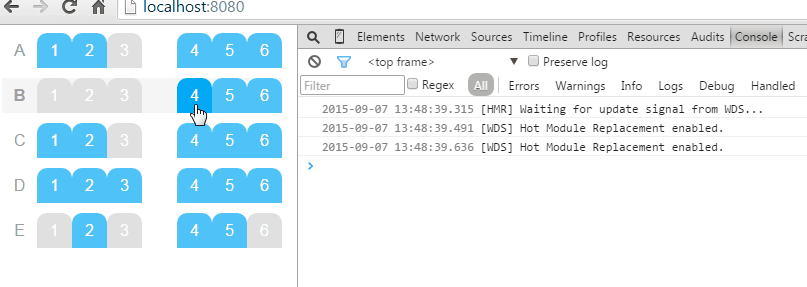 localhost:8080
A 1 2 3 4 5 6
B 1 2 3 4 5 6
C 1 2 3 4 5 6
D 1 2 3 4 5 6
E 1 2 3 4 5 6
Elements Network Sources Timeline Profiles Resources Audits Console Scra
<top frame> Preserve log
Filter Regex All Errors Warnings Info Logs Debug Handled
2015-09-07 13:48:39.315 [HMR] Waiting for update signal from WDS...
2015-09-07 13:48:39.491 [WDS] Hot Module Replacement enabled.
2015-09-07 13:48:39.636 [WDS] Hot Module Replacement enabled.